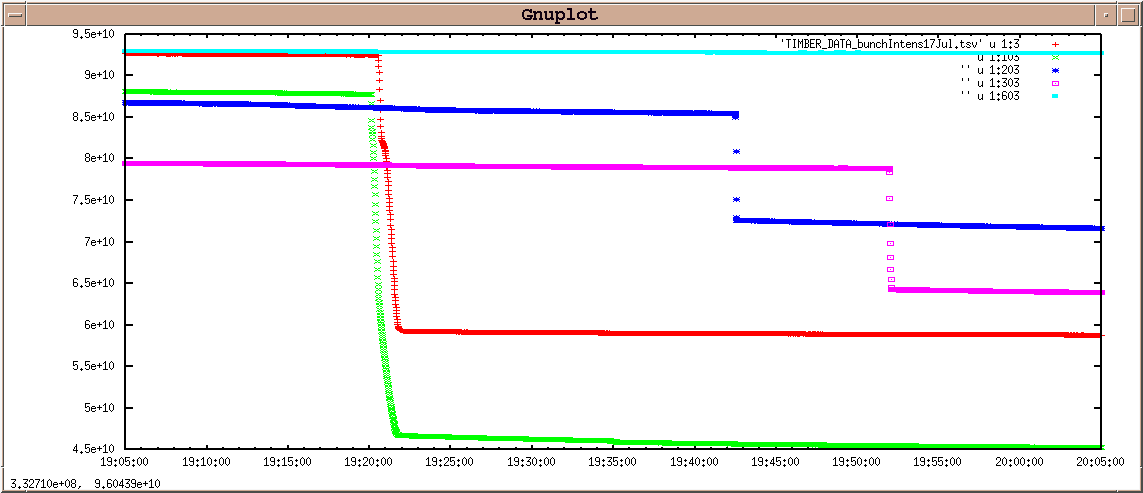 Gnuplot
9.5e+10
9e+10
8.5e+10
8e+10
7.5e+10
7e+10
6.5e+10
6e+10
5.5e+10
5e+10
4.5e+10
'TIMBER_DATA_bunchIntens17Jul.tsv' u 1:3
'' u 1:103
'' u 1:203
'' u 1:303
'' u 1:603
19:05:00 19:10:00 19:15:00 19:20:00 19:25:00 19:30:00 19:35:00 19:40:00 19:45:00 19:50:00 19:55:00 20:00:00 20:05:00
3.32710e+08, 9.60439e+10